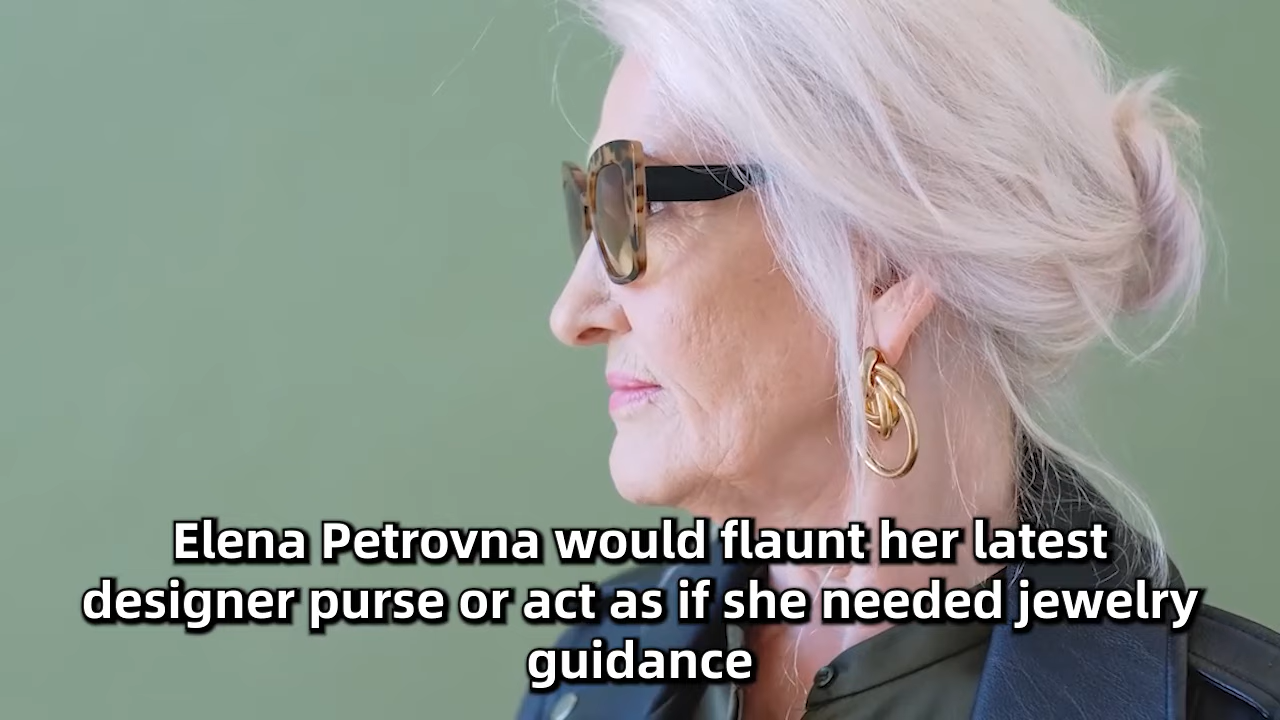 Elena Petrovna would flaunt her latest
designer purse or act as if she needed jewelry
guidance